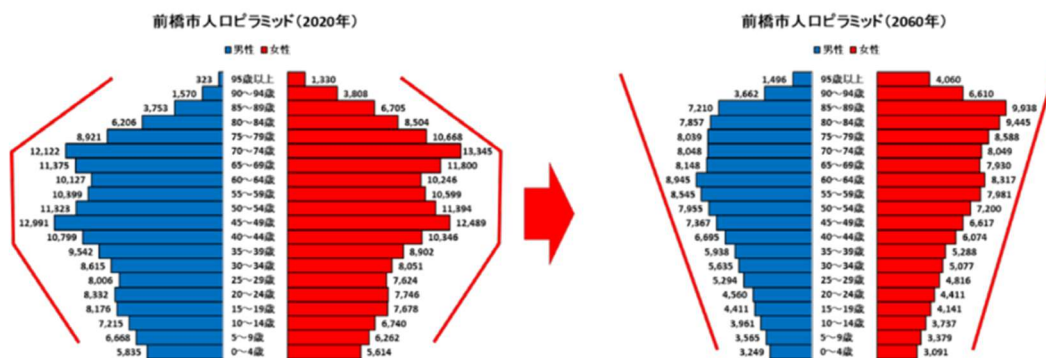 前橋市人口ピラミッド(2020年)
■男性 ■女性
323 95歳以上 1,330
1,570 90~94歳 3,808
3,753 85~89歳 6,705
6,206 80~84歳 8,504
8,921 75~79歳 10,668
12,122 70~74歳 13,345
11,375 65~69歳 11,800
10,127 60~64歳 10,246
10,399 55~59歳 10,599
11,323 50~54歳 11,394
12,991 45~49歳 12,489
10,799 40~44歳 10,346
9,542 35~39歳 8,902
8,615 30~34歳 8,051
8,006 25~29歳 7,624
8,332 20~24歳 7,746
8,176 15~19歳 7,678
7,215 10~14歳 6,740
6,668 5~9歳 6,262
5,835 0~4歳 5,614
前橋市人口ピラミッド(2060年)
■男性 ■女性
1,496 95歳以上 4,060
3,662 90~94歳 6,610
7,210 85~89歳 9,938
7,857 80~84歳 9,445
8,039 75~79歳 8,588
8,048 70~74歳 8,049
8,148 65~69歳 7,930
8,945 60~64歳 8,317
8,545 55~59歳 7,981
7,955 50~54歳 7,200
7,367 45~49歳 6,617
6,695 40~44歳 6,074
5,938 35~39歳 5,288
5,635 30~34歳 5,077
5,294 25~29歳 4,816
4,560 20~24歳 4,411
4,411 15~19歳 4,141
3,961 10~14歳 3,737
3,565 5~9歳 3,379
3,249 0~4歳 3,091